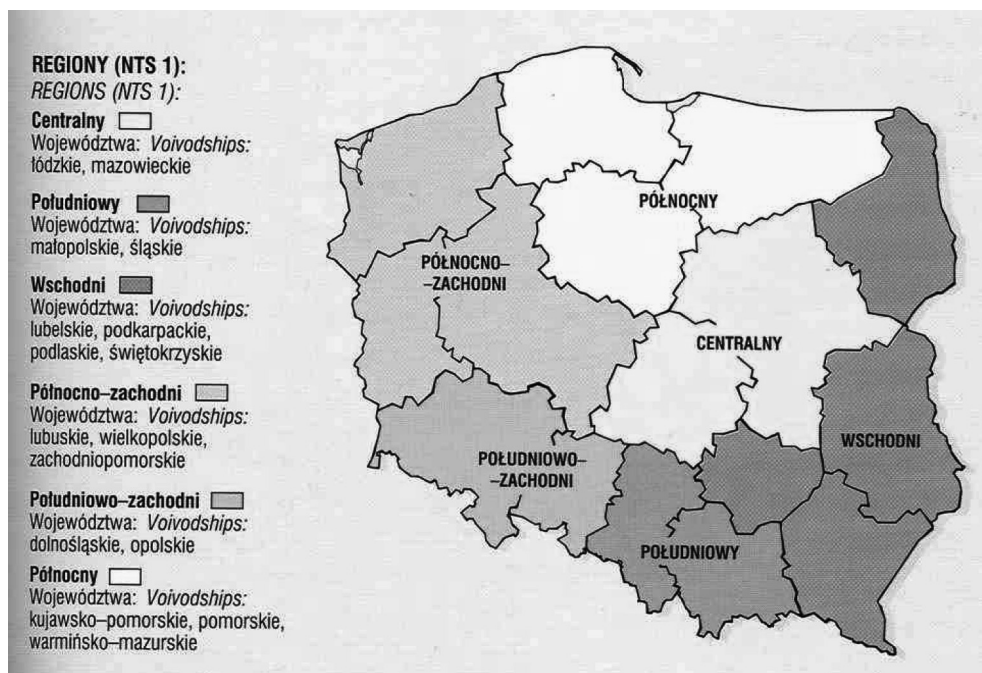 REGIONY (NTS 1):
REGIONS (NTS 1):
Centralny
Województwa: Voivodships:
łódzkie, mazowieckie
Południowy
Województwa: Voivodships:
małopolskie, śląskie
Wschodni
Województwa: Voivodships:
lubelskie, podkarpackie,
podlaskie, świętokrzyskie
Północno–zachodni
Województwa: Voivodships:
lubuskie, wielkopolskie,
zachodniopomorskie
Południowo–zachodni
Województwa: Voivodships:
dolnośląskie, opolskie
Północny
Województwa: Voivodships:
kujawsko–pomorskie, pomorskie,
warmińsko–mazurskie
PÓŁNOCNY
PÓŁNOCNO–
–ZACHODNI
CENTRALNY
WSCHODNI
POŁUDNIOWO–
–ZACHODNI
POŁUDNIOWY